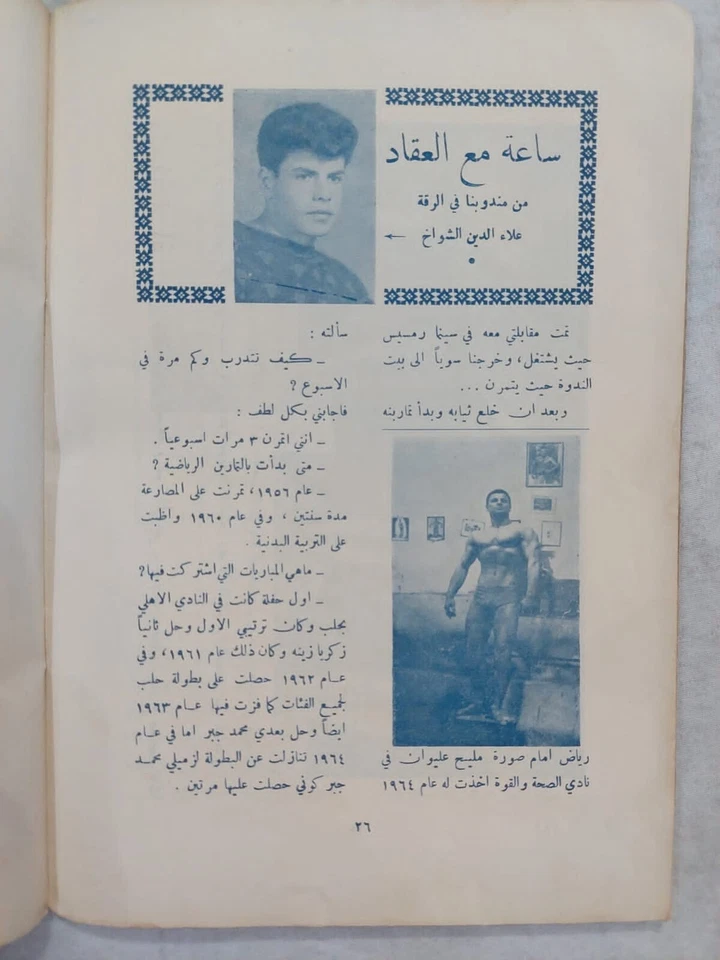 ساعة مع العقاد
من مندوبنا في الرقة
علاء الدين الشواخ ←
تمت مقابلتي معه في سينما رمسيس
حيث يشتغل، وخرجنا سوياً الى بيت
الندوة حيث يتمرن ...
وبعد ان خلع ثيابه وبدأ تمارينه
رياض امام صورة مليح عليوان في
نادي الصحة والقوة اخذت له عام ١٩٦٤
سألته :
ـ كيف تتدرب وكم مرة في
الاسبوع ؟
فاجابني بكل لطف :
ـ انني اتمرن ٣ مرات اسبوعياً .
ـ متى بدأت بالتمارين الرياضية ؟
ـ عام ١٩٥٦، تمرنت على المصارعة
مدة سنتين ، وفي عام ١٩٦٠ واظبت
على التربية البدنية .
ـ ماهي المباريات التي اشتركت فيها؟
ـ اول حفلة كانت في النادي الاهلي
بحلب وكان ترتيبي الاول وحل ثانياً
زكريا زينه وكان ذلك عام ١٩٦١، وفي
عام ١٩٦٢ حصلت على بطولة حلب
لجميع الفئات كما فزت فيها عام ١٩٦٣
ايضاً وحل بعدي محمد جبر اما في عام
١٩٦٤ تنازلت عن البطولة لزميلي محمد
جبر كوني حصلت عليها مرتين .
٢٦